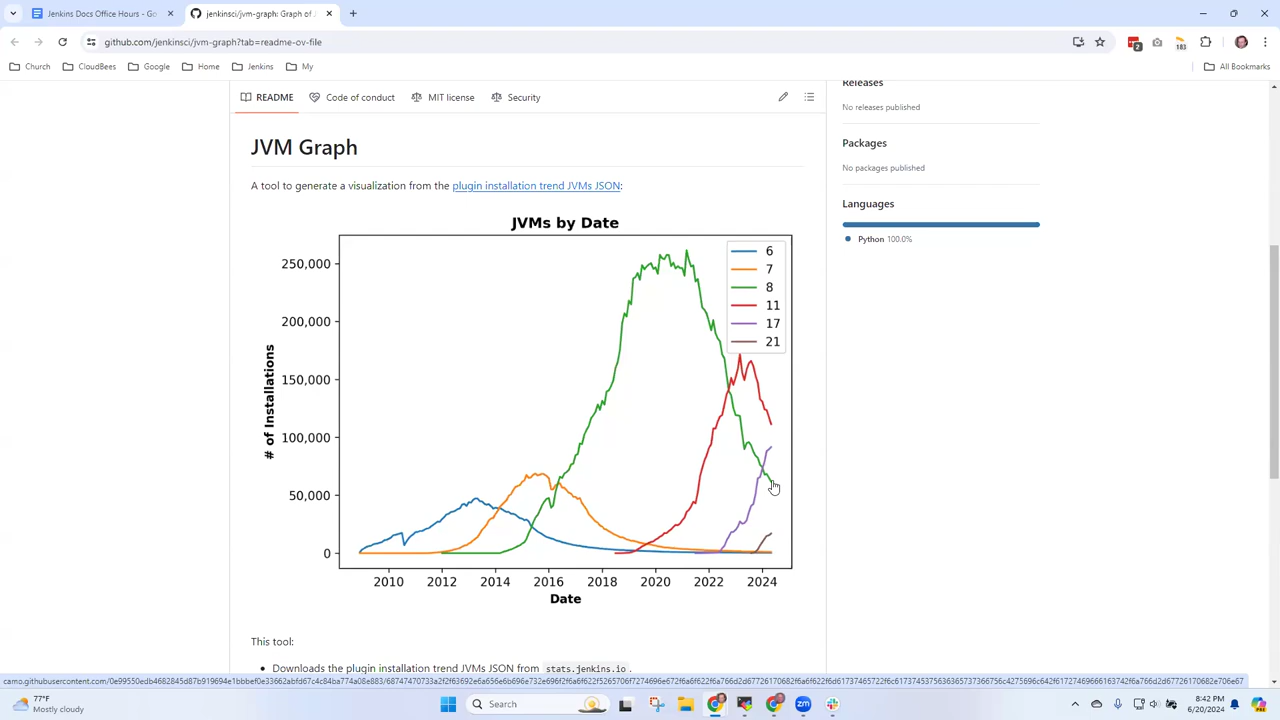 Jenkins Docs Office Hours - Go
jenkinsci/jvm-graph: Graph of J
github.com/jenkinsci/jvm-graph?tab=readme-ov-file
2
183
Church
CloudBees
Google
Home
Jenkins
My
All Bookmarks
README
Code of conduct
MIT license
Security
Releases
No releases published
Packages
No packages published
Languages
Python 100.0%
JVM Graph
A tool to generate a visualization from the plugin installation trend JVMs JSON:
JVMs by Date
6
7
8
11
17
21
250,000
200,000
150,000
100,000
50,000
0
# of Installations
2010 2012 2014 2016 2018 2020 2022 2024
Date
This tool:
Downloads the plugin installation trend JVMs JSON from stats.jenkins.io.
77°F
Mostly cloudy
Search
8:42 PM
6/20/2024